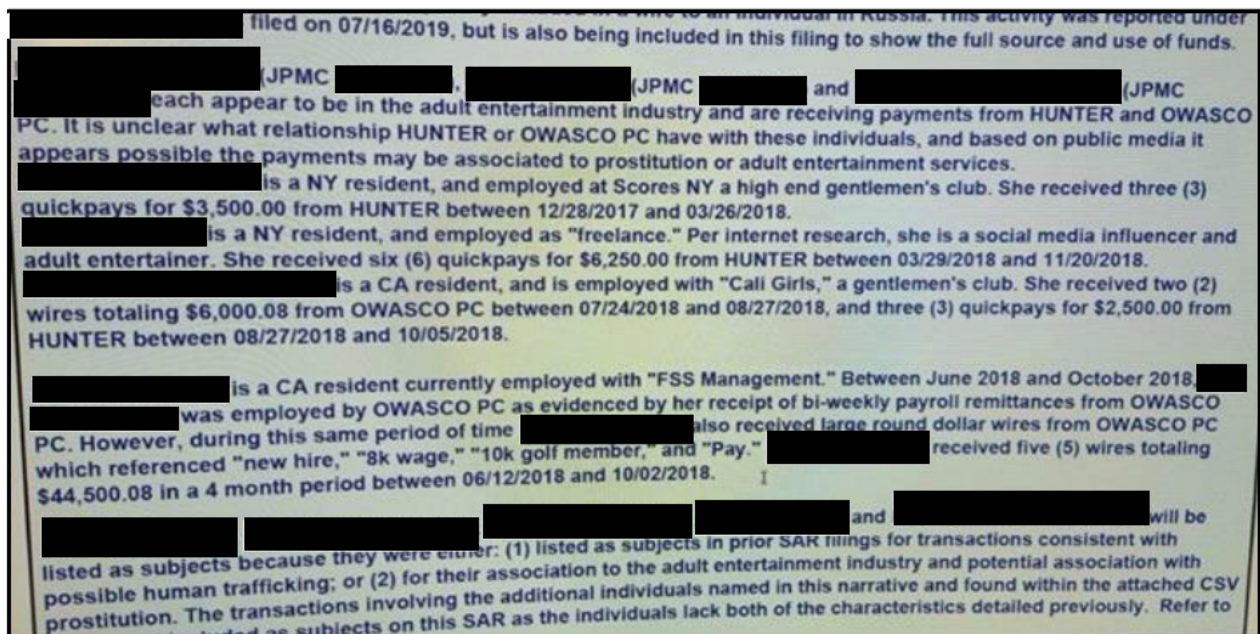 in a wire to an individual in Russia. This activity was reported under
filed on 07/16/2019, but is also being included in this filing to show the full source and use of funds.
(JPMC ), (JPMC and (JPMC
each appear to be in the adult entertainment industry and are receiving payments from HUNTER and OWASCO
PC. It is unclear what relationship HUNTER or OWASCO PC have with these individuals, and based on public media it
appears possible the payments may be associated to prostitution or adult entertainment services.
is a NY resident, and employed at Scores NY a high end gentlemen's club. She received three (3)
quickpays for $3,500.00 from HUNTER between 12/28/2017 and 03/26/2018.
is a NY resident, and employed as "freelance." Per internet research, she is a social media influencer and
adult entertainer. She received six (6) quickpays for $6,250.00 from HUNTER between 03/29/2018 and 11/20/2018.
is a CA resident, and is employed with "Cali Girls," a gentlemen's club. She received two (2)
wires totaling $6,000.08 from OWASCO PC between 07/24/2018 and 08/27/2018, and three (3) quickpays for $2,500.00 from
HUNTER between 08/27/2018 and 10/05/2018.
is a CA resident currently employed with "FSS Management." Between June 2018 and October 2018,
was employed by OWASCO PC as evidenced by her receipt of bi-weekly payroll remittances from OWASCO
PC. However, during this same period of time also received large round dollar wires from OWASCO PC
which referenced "new hire," "8k wage," "10k golf member," and "Pay." received five (5) wires totaling
$44,500.08 in a 4 month period between 06/12/2018 and 10/02/2018.
and will be
listed as subjects because they were either: (1) listed as subjects in prior SAR filings for transactions consistent with
possible human trafficking; or (2) for their association to the adult entertainment industry and potential association with
prostitution. The transactions involving the additional individuals named in this narrative and found within the attached CSV
as subjects on this SAR as the individuals lack both of the characteristics detailed previously. Refer to